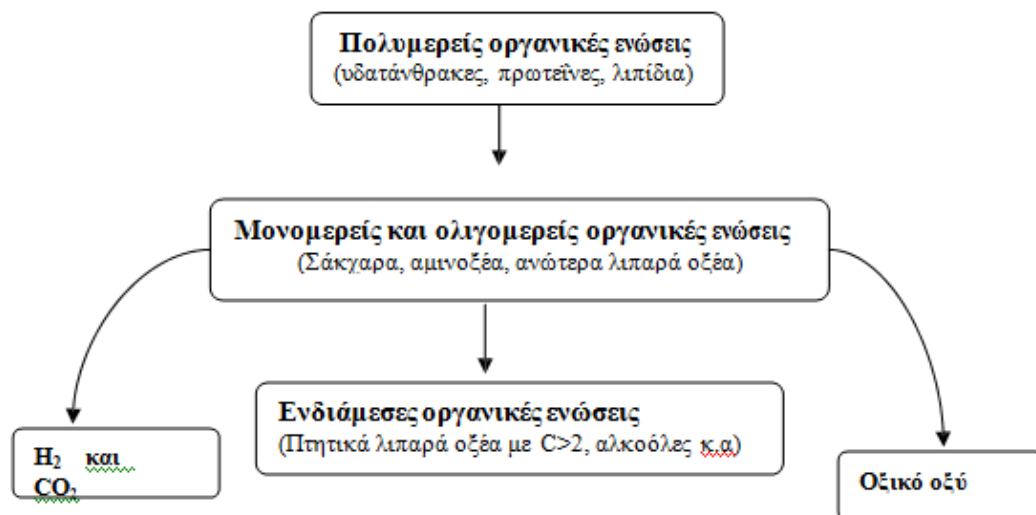 Πολυμερείς οργανικές ενώσεις
(υδατάνθρακες, πρωτεΐνες, λιπίδια)
Μονομερείς και ολιγομερείς οργανικές ενώσεις
(Σάκχαρα, αμινοξέα, ανώτερα λιπαρά οξέα)
Ενδιάμεσες οργανικές ενώσεις
(Πτητικά λιπαρά οξέα με C>2, αλκοόλες κ.α)
H₂ και
CO₂
Οξικό οξύ